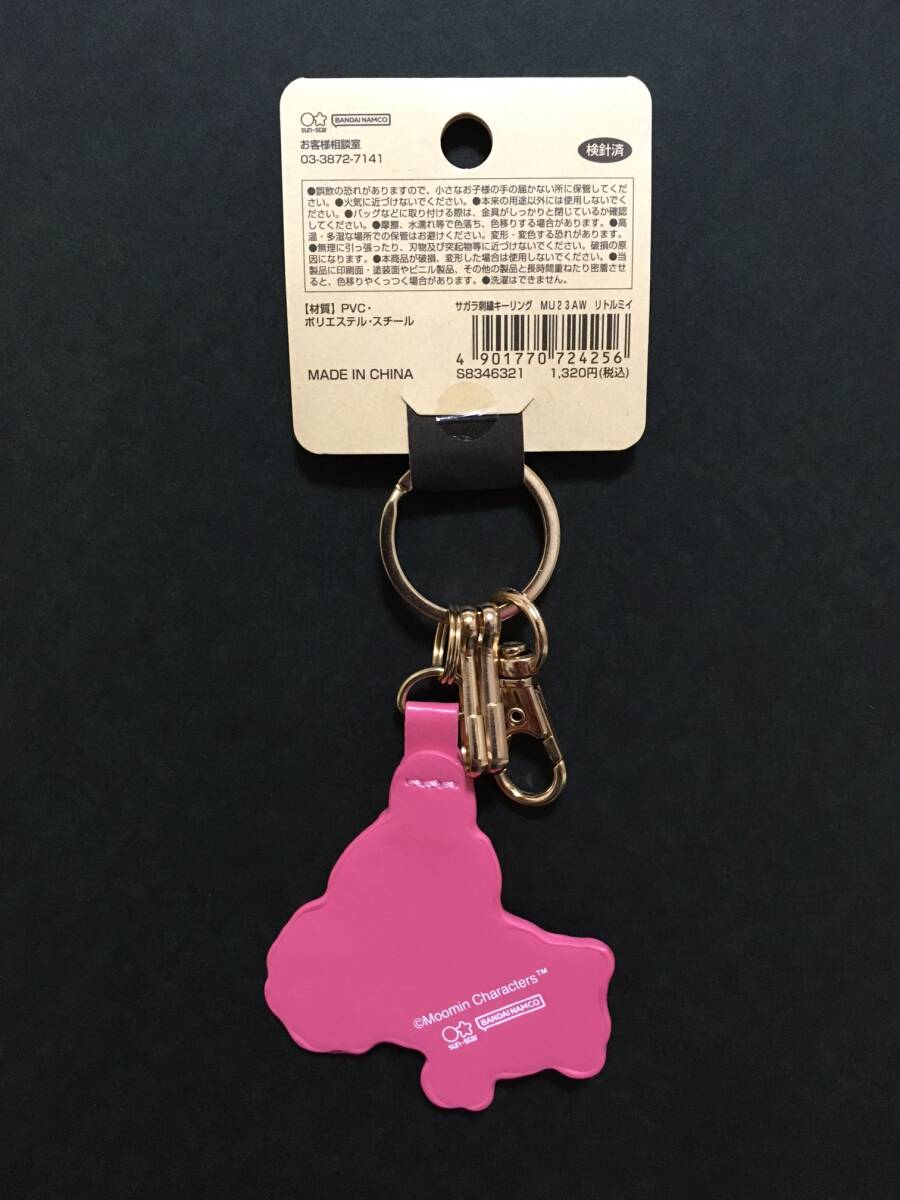 sun-star BANDAI NAMCO
お客様相談室
03-3872-7141
検針済
●誤飲の恐れがありますので、小さなお子様の手の届かない所に保管してくだ
さい。●火気に近づけないでください。●本来の用途以外には使用しないでく
ださい。●バッグなどに取り付ける際は、金具がしっかりと閉じているか確認
してください。●摩擦、水濡れ等で色落ち、色移りする場合があります。●高
温・多湿な場所での保管はお避けください。変形・変色する恐れがあります。
●無理に引っ張ったり、刃物及び突起物等に近づけないでください。破損の原
因になります。●本商品が破損、変形した場合は使用しないでください。●当
製品に印刷面・塗装面やビニル製品、その他の製品と長時間重ねたり密着させ
ると、色移りやくっつく場合があります。●洗濯はできません。
【材質】PVC・
ポリエステル・スチール
MADE IN CHINA
サガラ刺繍キーリング MU23AW リトルミイ
4 901770 724256
S8346321 1,320円(税込)
©Moomin Characters™
sun-star BANDAI NAMCO